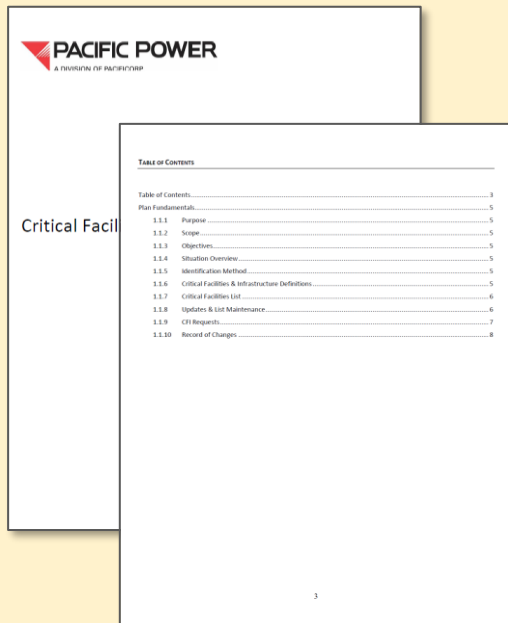 PACIFIC POWER
A DIVISION OF PACIFICORP
Critical Facil
TABLE OF CONTENTS
Table of Contents 3
Plan Fundamentals 5
1.1.1 Purpose 5
1.1.2 Scope 5
1.1.3 Objectives 5
1.1.4 Situation Overview 5
1.1.5 Identification Method 5
1.1.6 Critical Facilities & Infrastructure Definitions 5
1.1.7 Critical Facilities List 6
1.1.8 Updates & List Maintenance 6
1.1.9 CFI Requests 7
1.1.10 Record of Changes 8
3